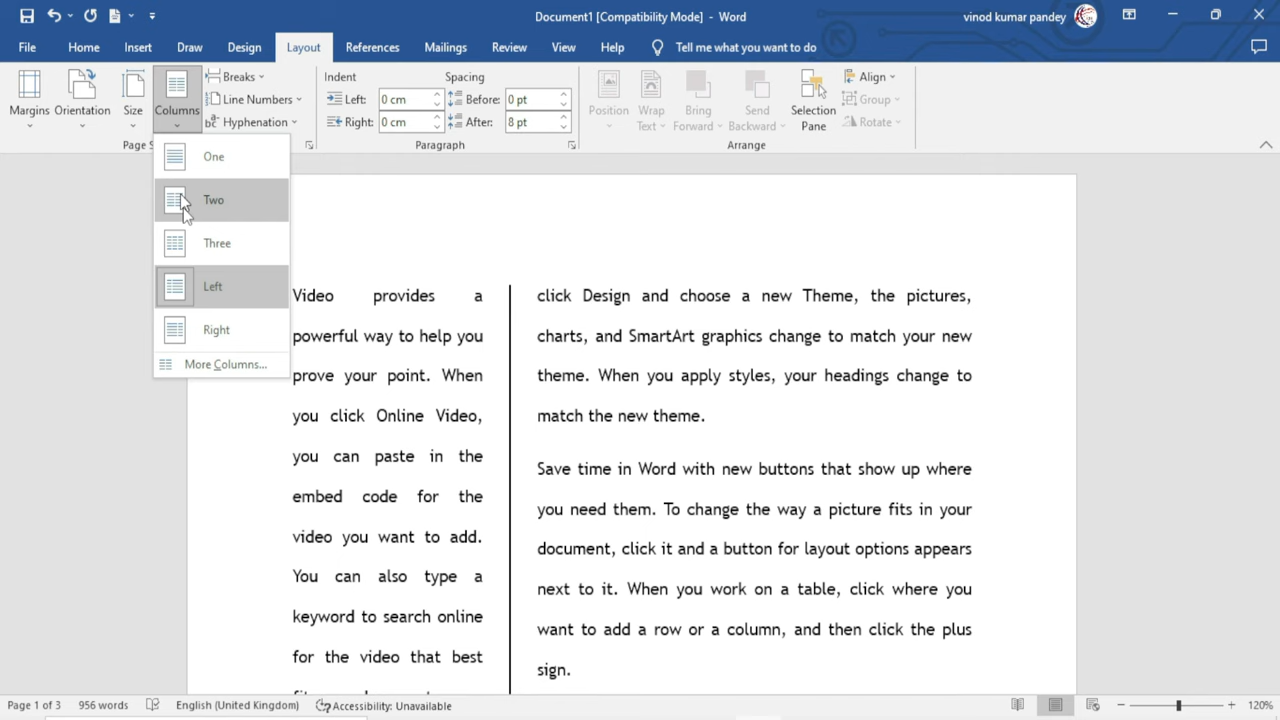 Document1 [Compatibility Mode] - Word
vinod kumar pandey
File Home Insert Draw Design Layout References Mailings Review View Help Tell me what you want to do
Margins Orientation Size Columns
Breaks
Line Numbers
Hyphenation
Page S
Indent Spacing
Left: 0 cm Before: 0 pt
Right: 0 cm After: 8 pt
Paragraph
Position Wrap Text Bring Forward Send Backward Selection Pane
Align
Group
Rotate
Arrange
One
Two
Three
Left
Right
More Columns...
Video provides a
powerful way to help you
prove your point. When
you click Online Video,
you can paste in the
embed code for the
video you want to add.
You can also type a
keyword to search online
for the video that best
click Design and choose a new Theme, the pictures,
charts, and SmartArt graphics change to match your new
theme. When you apply styles, your headings change to
match the new theme.
Save time in Word with new buttons that show up where
you need them. To change the way a picture fits in your
document, click it and a button for layout options appears
next to it. When you work on a table, click where you
want to add a row or a column, and then click the plus
sign.
Page 1 of 3 956 words English (United Kingdom) Accessibility: Unavailable 120%